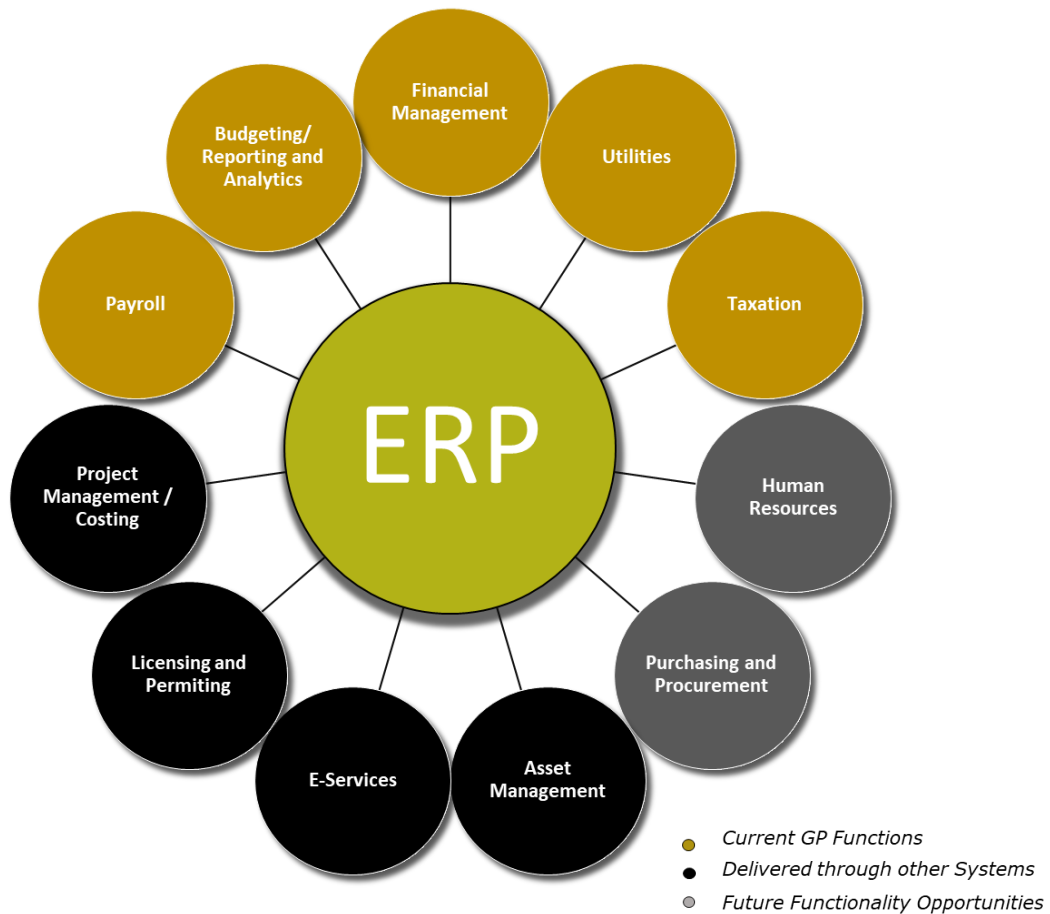 Financial
Management
Budgeting/
Reporting and
Analytics
Utilities
Payroll
Taxation
ERP
Project
Management /
Costing
Human
Resources
Licensing and
Permiting
Purchasing and
Procurement
E-Services
Asset
Management
Current GP Functions
Delivered through other Systems
Future Functionality Opportunities